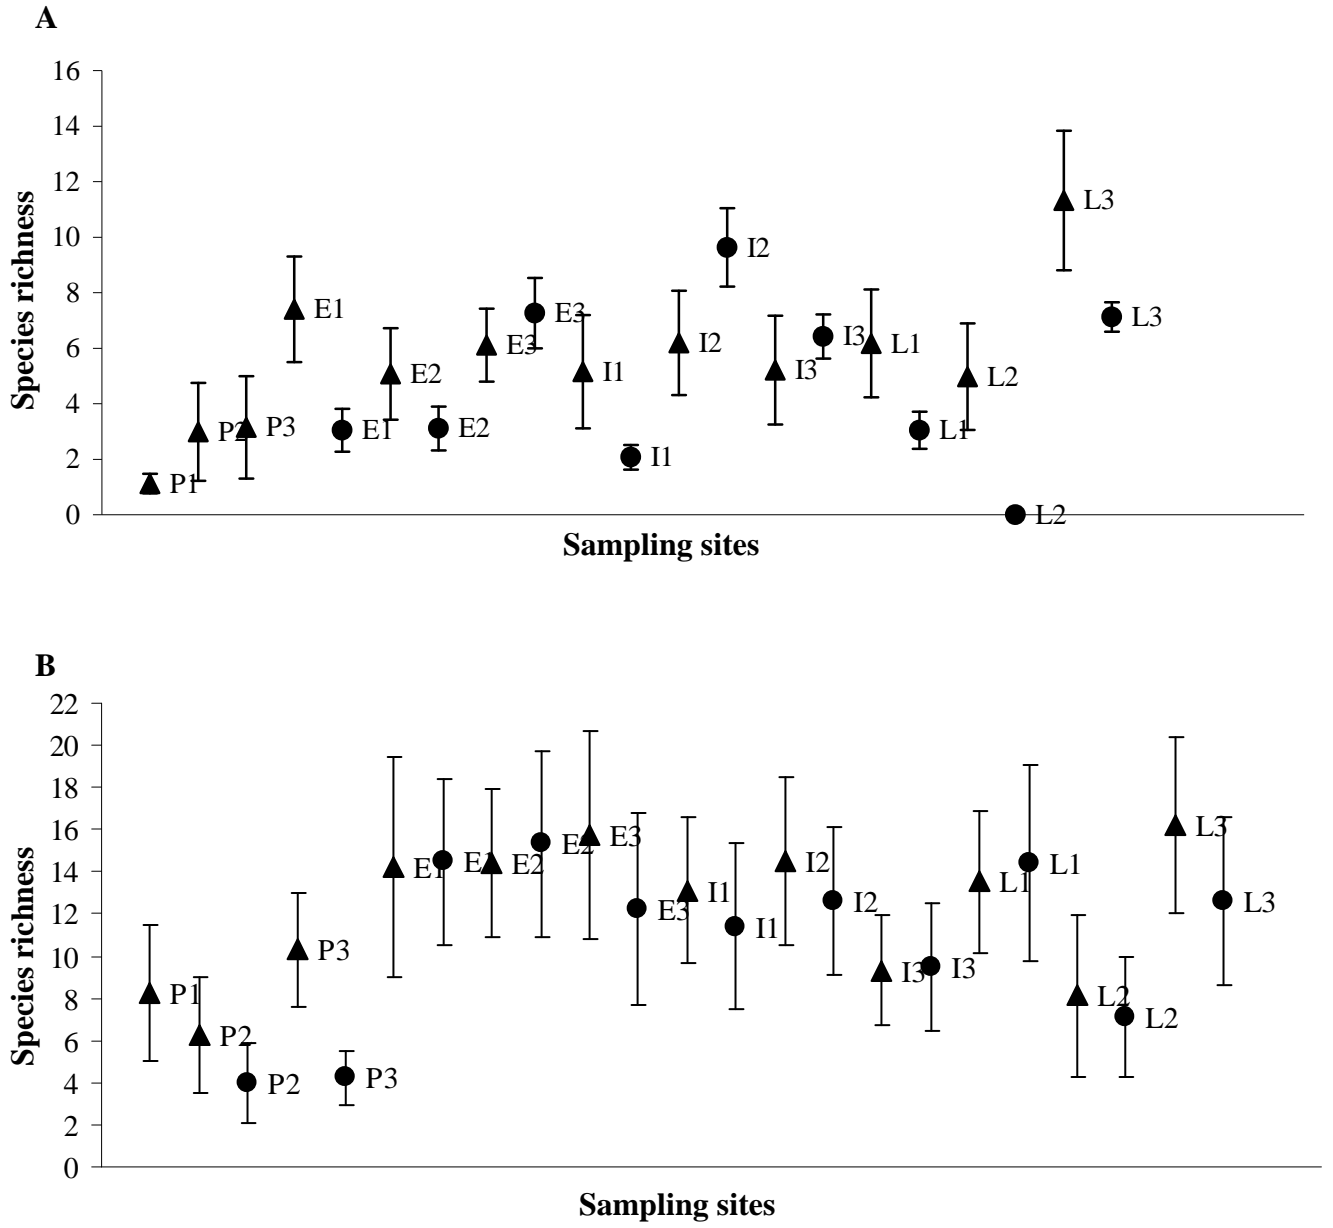 A
16
14
12
10
8
6
4
2
0
Species richness
P1
P2
P3
E1
E1
E2
E2
E3
E3
I1
I1
I2
I2
I3
I3
L1
L1
L2
L2
L3
L3
Sampling sites
B
22
20
18
16
14
12
10
8
6
4
2
0
Species richness
P1
P2
P2
P3
P3
E1
E1
E2
E2
E3
E3
I1
I1
I2
I2
I3
I3
L1
L1
L2
L2
L3
L3
Sampling sites